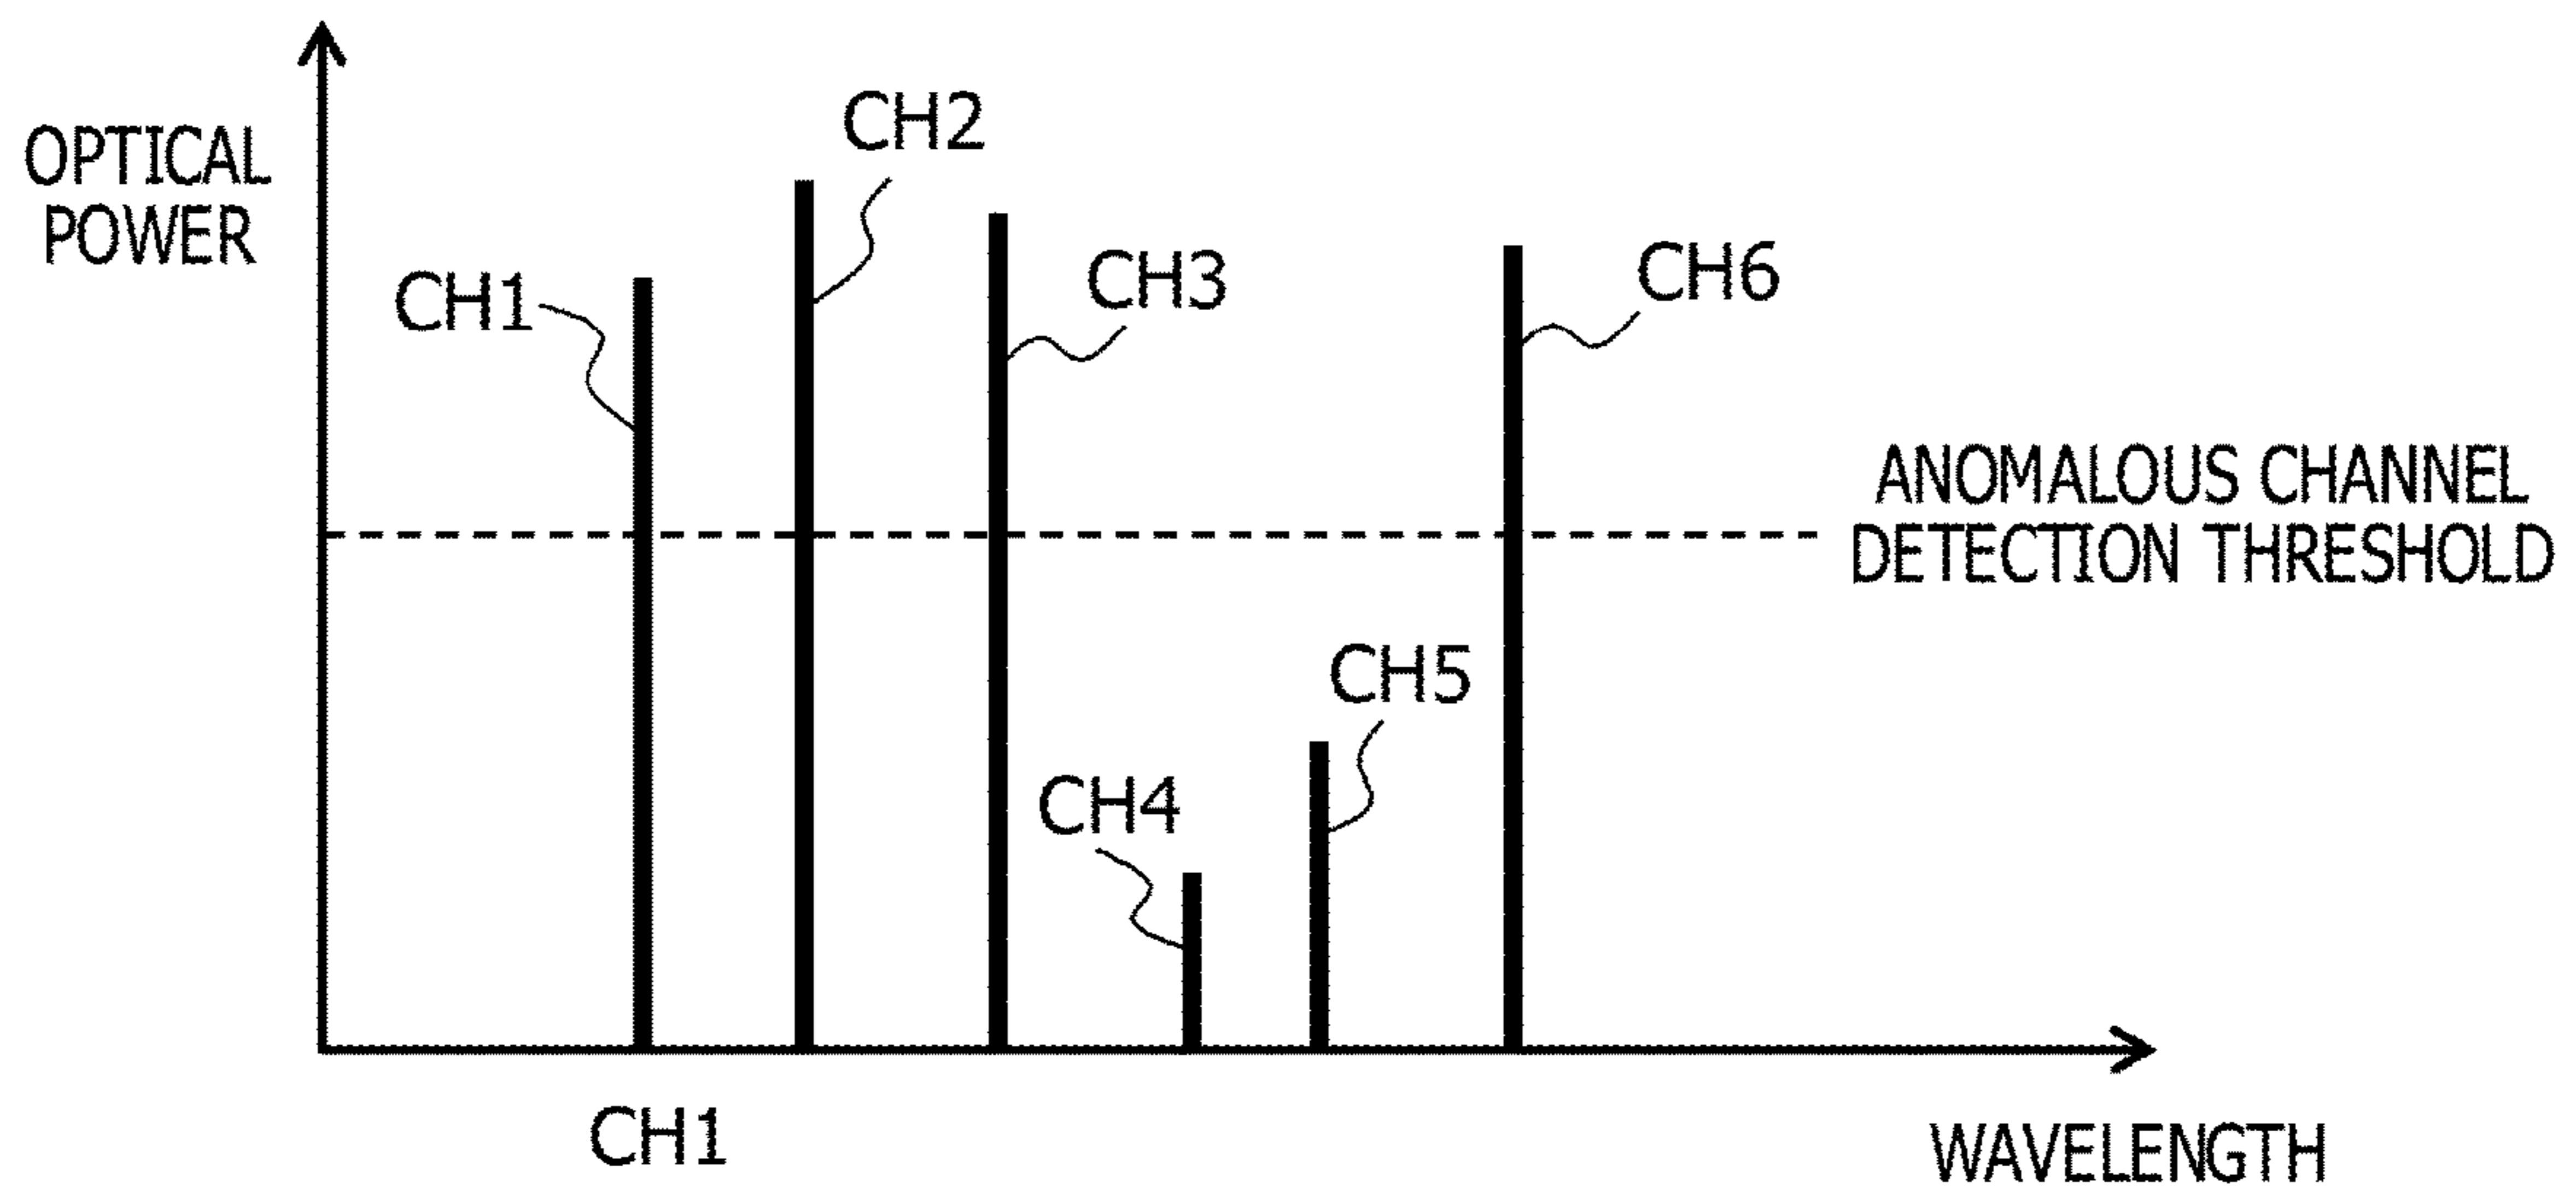 OPTICAL
POWER
CH1
CH2
CH3
CH6
ANOMALOUS CHANNEL
DETECTION THRESHOLD
CH5
CH4
CH1
WAVELENGTH